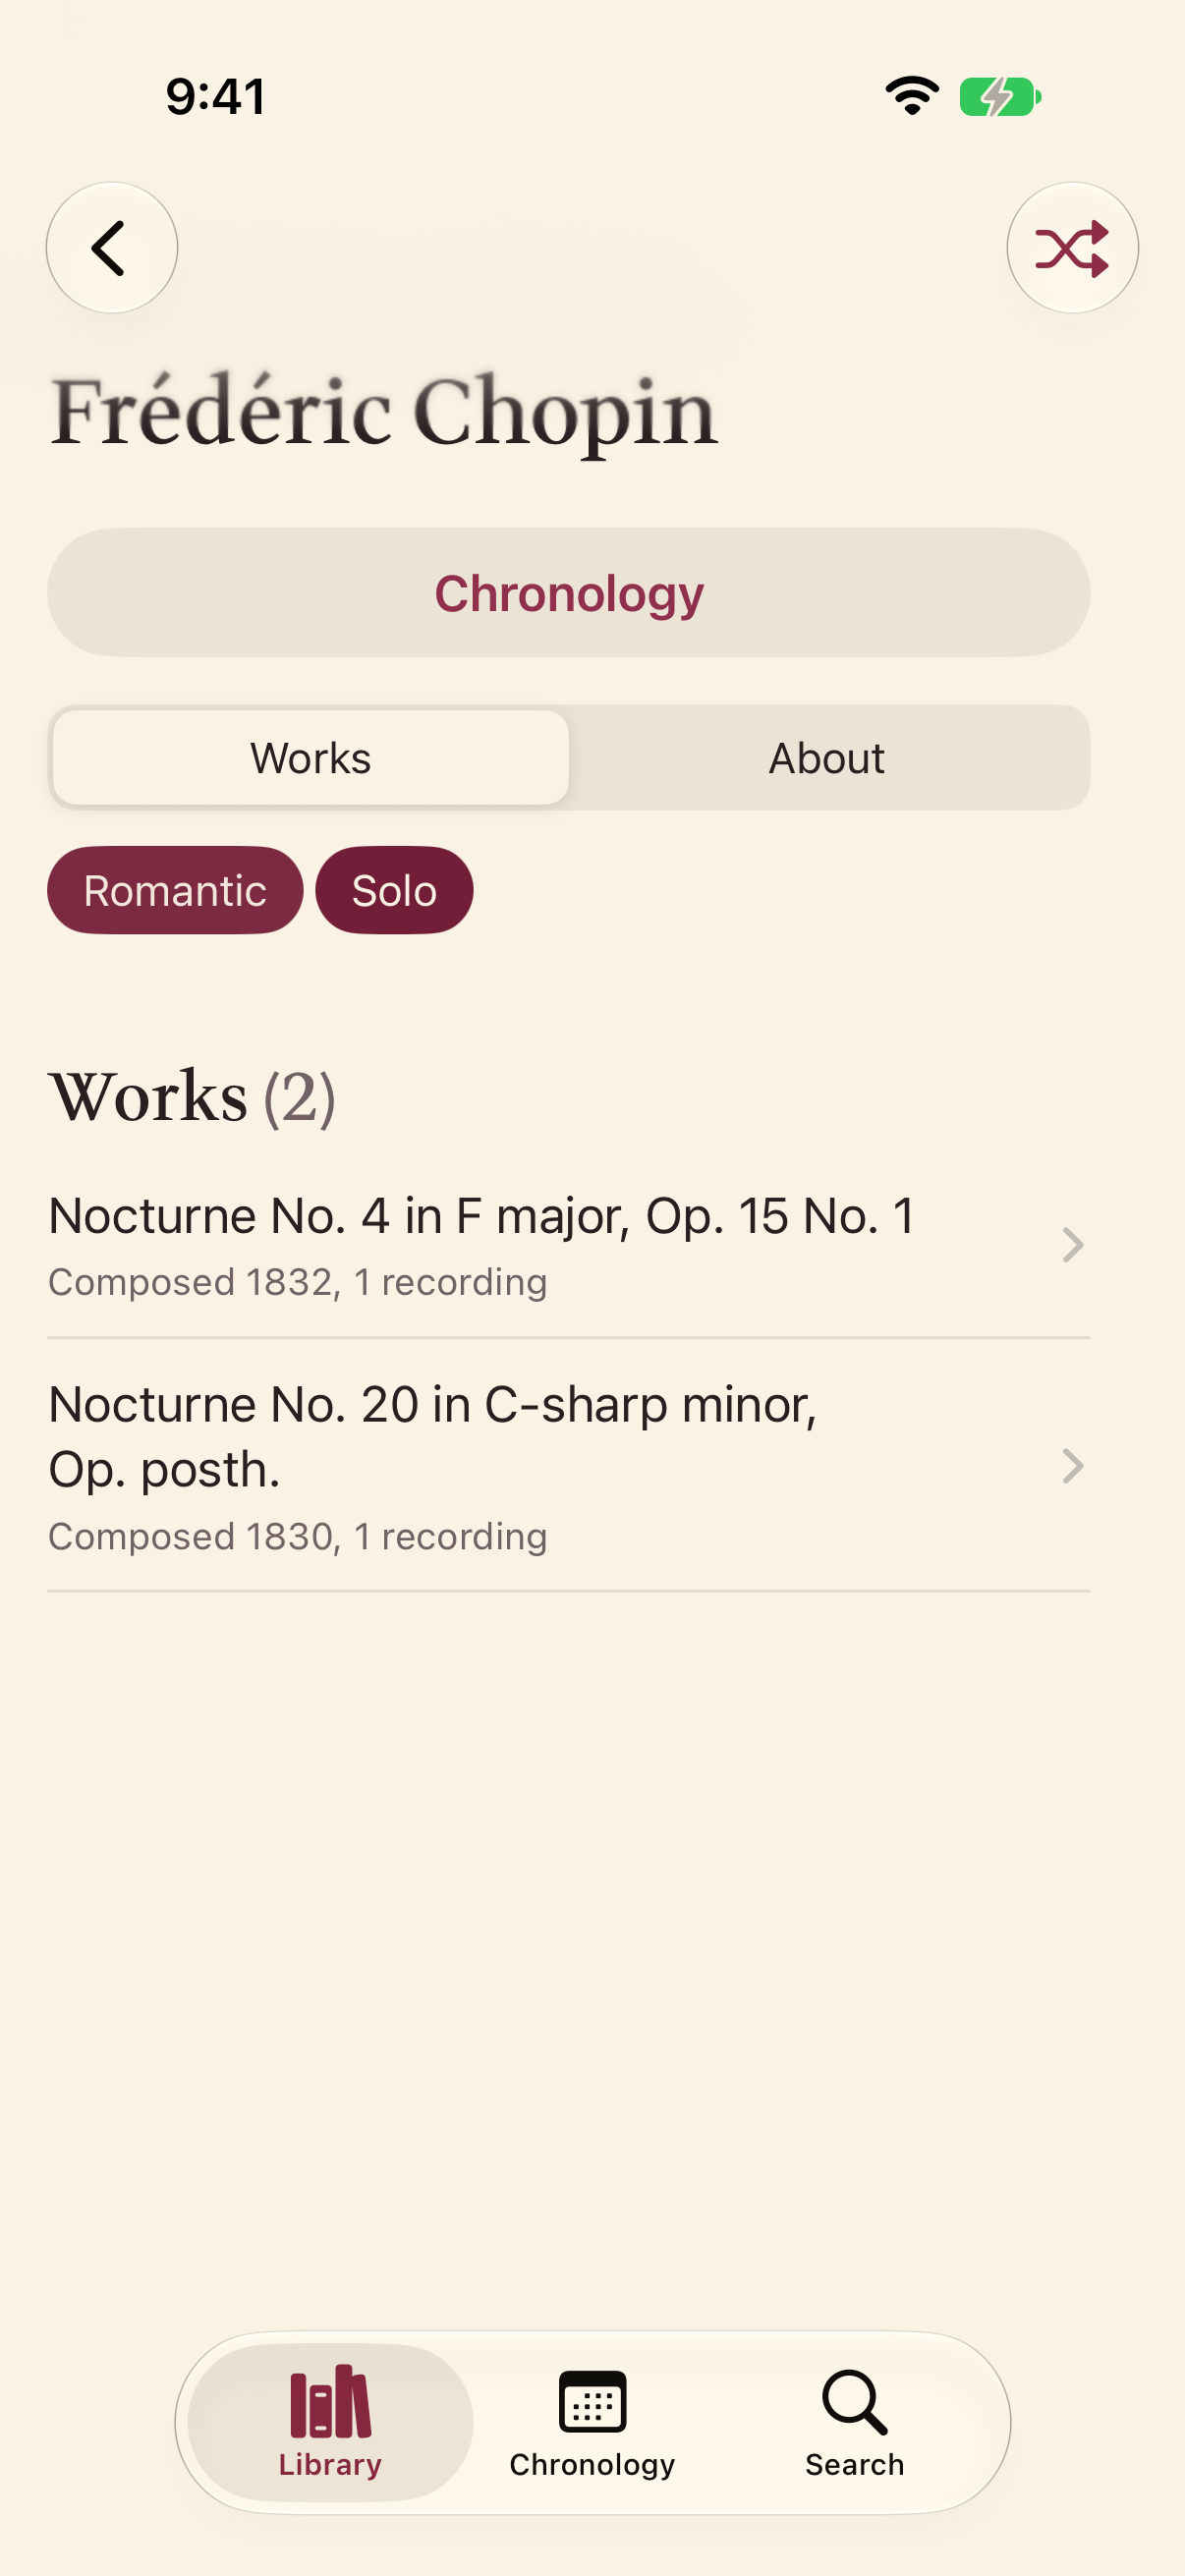 9:41
Frédéric Chopin
Chronology
Works
About
Romantic
Solo
Works (2)
Nocturne No. 4 in F major, Op. 15 No. 1
Composed 1832, 1 recording
Nocturne No. 20 in C-sharp minor,
Op. posth.
Composed 1830, 1 recording
Library
Chronology
Search